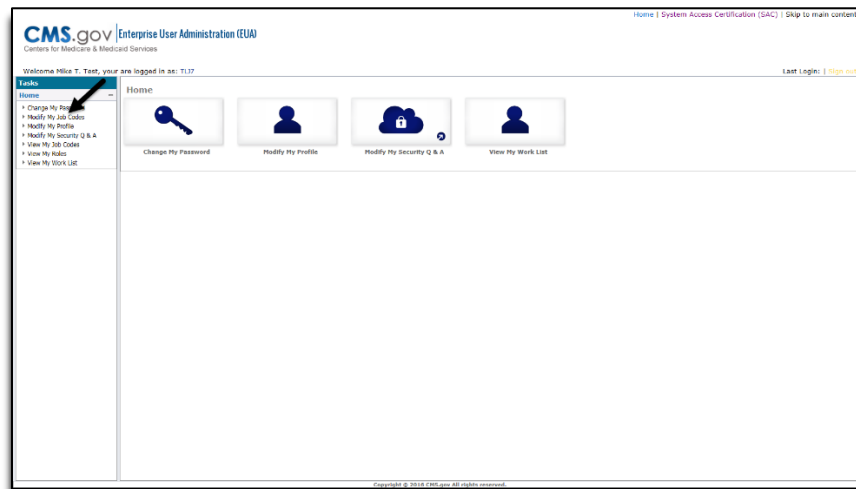 Home | System Access Certification (SAC) | Skip to main content
CMS.gov Enterprise User Administration (EUA)
Centers for Medicare & Medicaid Services
Welcome Mike T. Test, your are logged in as: TLJ7
Last Login: | Sign out
Tasks
Home
Change My
Modify My Job Codes
Modify My Profile
Modify My Security Q & A
View My Job Codes
View My Roles
View My Work List
Home
Change My Password
Modify My Profile
Modify My Security Q & A
View My Work List
Copyright © 2018 CMS.gov All rights reserved.